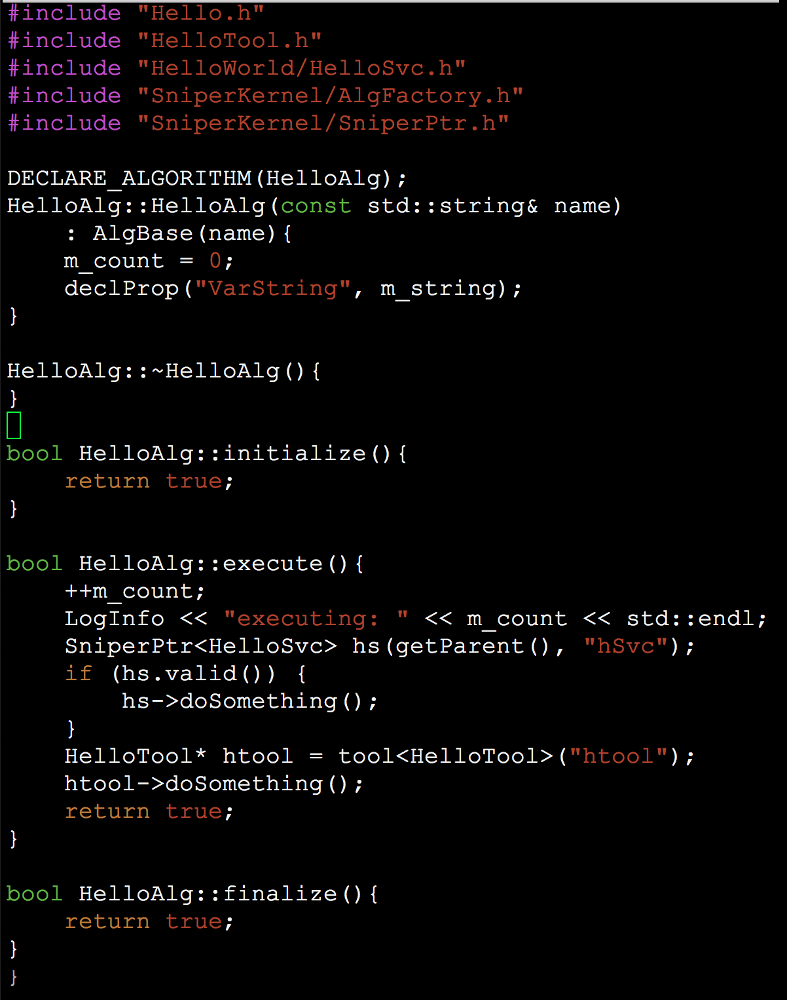 #include "Hello.h"
#include "HelloTool.h"
#include "HelloWorld/HelloSvc.h"
#include "SniperKernel/AlgFactory.h"
#include "SniperKernel/SniperPtr.h"

DECLARE_ALGORITHM(HelloAlg);
HelloAlg::HelloAlg(const std::string& name)
    : AlgBase(name){
    m_count = 0;
    declProp("VarString", m_string);
}

HelloAlg::~HelloAlg(){
}

bool HelloAlg::initialize(){
    return true;
}

bool HelloAlg::execute(){
    ++m_count;
    LogInfo << "executing: " << m_count << std::endl;
    SniperPtr<HelloSvc> hs(getParent(), "hSvc");
    if (hs.valid()) {
        hs->doSomething();
    }
    HelloTool* htool = tool<HelloTool>("htool");
    htool->doSomething();
    return true;
}

bool HelloAlg::finalize(){
    return true;
}
}